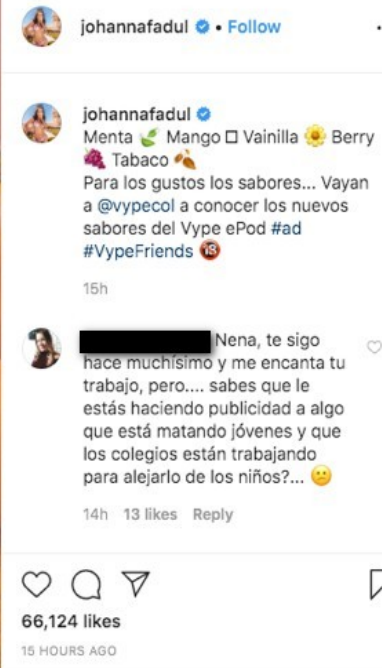 johannafadul • Follow
johannafadul
Menta 🍃 Mango □ Vainilla 🌼 Berry
🍇 Tabaco 🍂
Para los gustos los sabores... Vayan
a @vypecol a conocer los nuevos
sabores del Vype ePod #ad
#VypeFriends 🔞
15h
Nena, te sigo
hace muchísimo y me encanta tu
trabajo, pero.... sabes que le
estás haciendo publicidad a algo
que está matando jóvenes y que
los colegios están trabajando
para alejarlo de los niños?... 😕
14h 13 likes Reply
66,124 likes
15 HOURS AGO